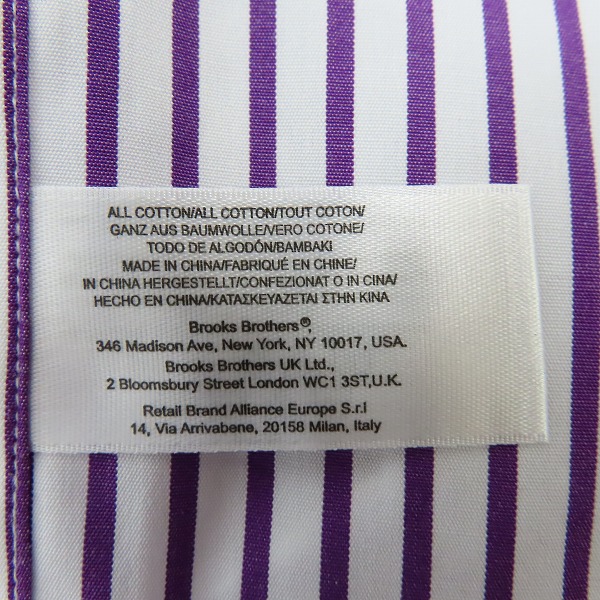 ALL COTTON/ALL COTTON/TOUT COTON/
GANZ AUS BAUMWOLLE/VERO COTONE/
TODO DE ALGODÓN/BAMBAKI
MADE IN CHINA/FABRIQUÉ EN CHINE/
IN CHINA HERGESTELLT/CONFEZIONAT O IN CINA/
HECHO EN CHINA/ΚΑΤΑΣΚΕΥΑΖΕΤΑΙ ΣΤΗΝ ΚΙΝΑ
Brooks Brothers®,
346 Madison Ave, New York, NY 10017, USA.
Brooks Brothers UK Ltd.,
2 Bloomsbury Street London WC1 3ST,U.K.
Retail Brand Alliance Europe S.r.l
14, Via Arrivabene, 20158 Milan, Italy